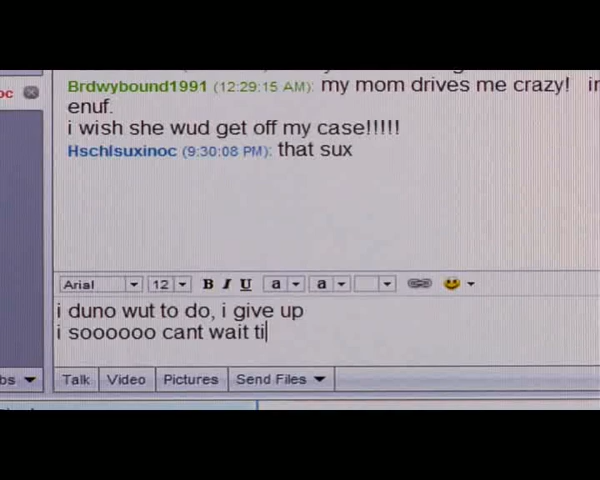 oc
Brdwybound1991 (12:29:15 AM): my mom drives me crazy!
enuf.
i wish she wud get off my case!!!!!
Hschlsuxinoc (9:30:08 PM): that sux
Arial 12 B I U a a
i duno wut to do, i give up
i soooooo cant wait ti
bs Talk Video Pictures Send Files